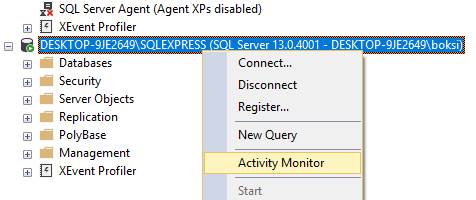 SQL Server Agent (Agent XPs disabled)
XEvent Profiler
DESKTOP-9JE2649\SQLEXPRESS (SQL Server 13.0.4001 - DESKTOP-9JE2649\boksi)
Databases
Security
Server Objects
Replication
PolyBase
Management
XEvent Profiler
Connect...
Disconnect
Register...
New Query
Activity Monitor
Start